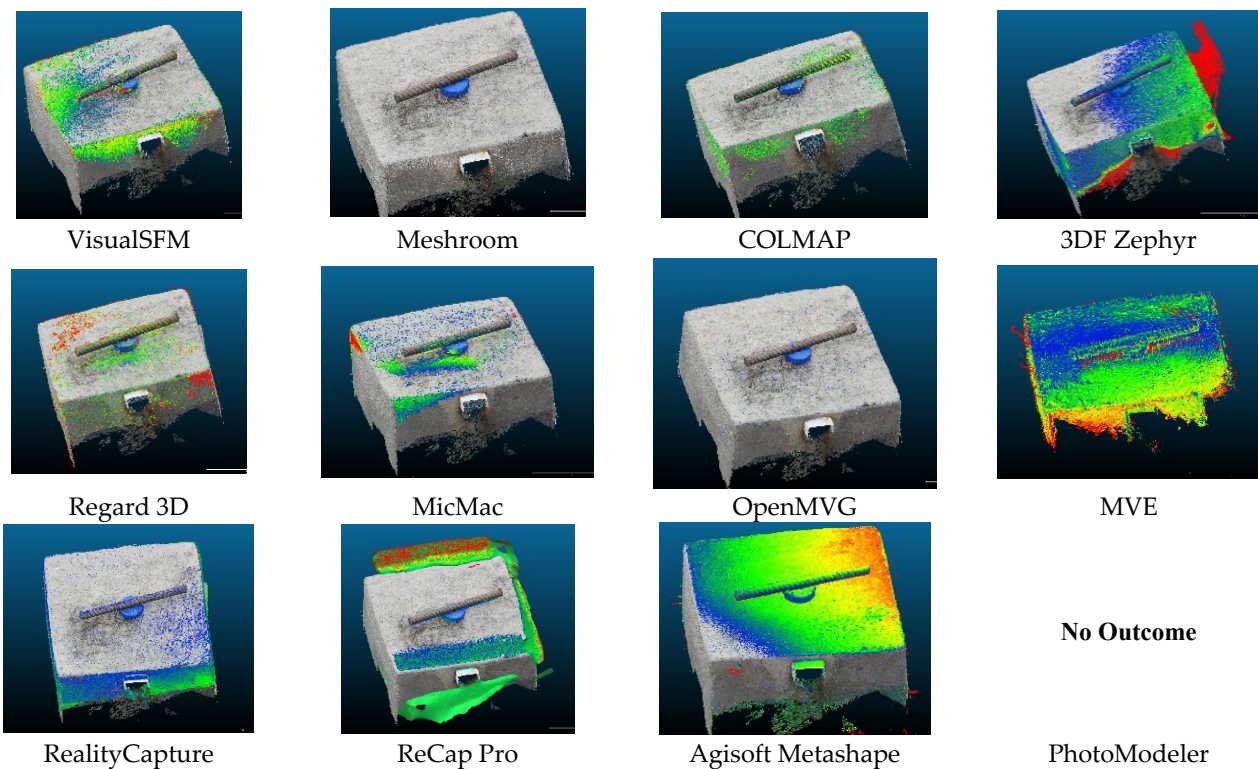 VisualSFM
Meshroom
COLMAP
3DF Zephyr
Regard 3D
MicMac
OpenMVG
MVE
No Outcome
RealityCapture
ReCap Pro
Agisoft Metashape
PhotoModeler